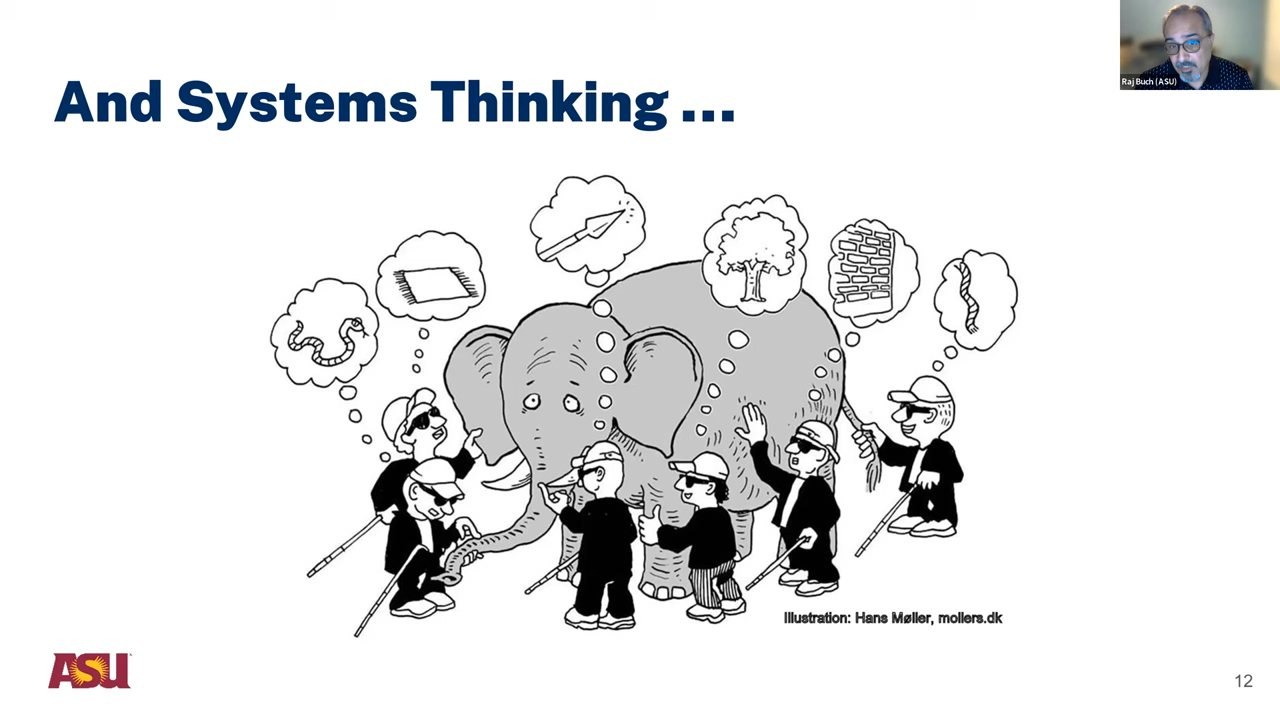 And Systems Thinking ...
Raj Buch (ASU)
Illustration: Hans Møller, mollers.dk
ASU
12